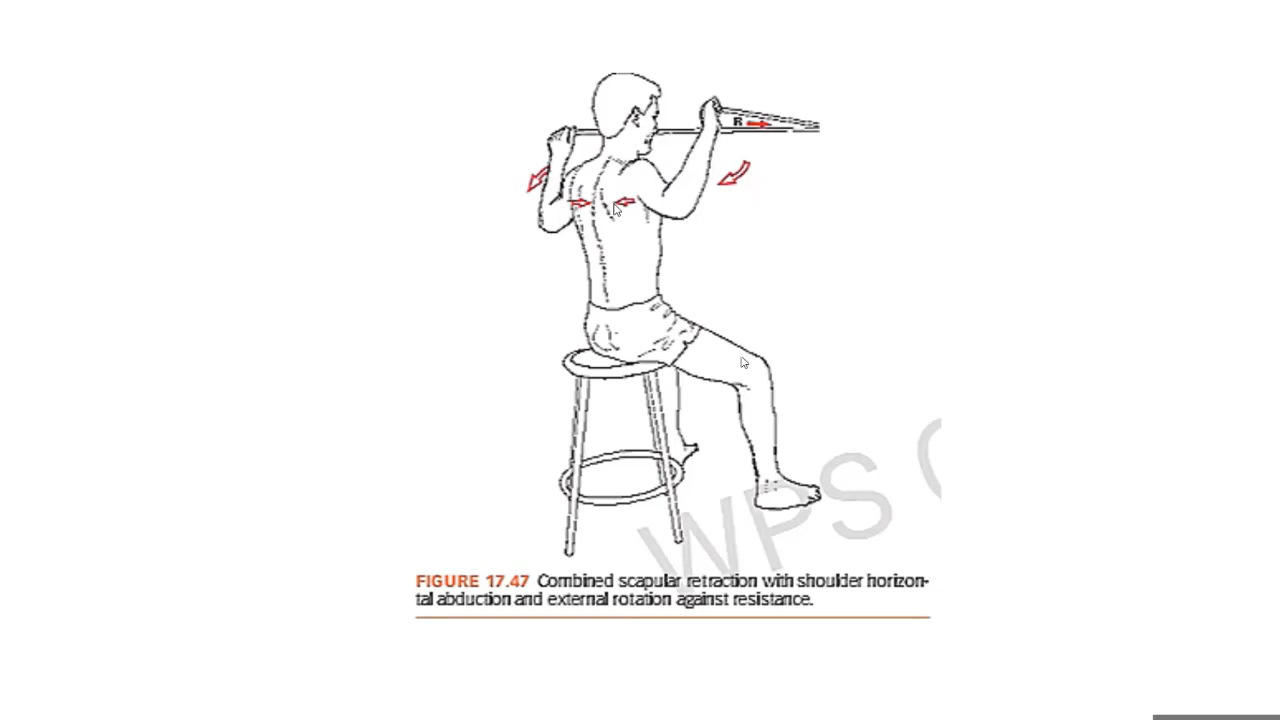 R
FIGURE 17.47 Combined scapular retraction with shoulder horizon-
tal abduction and external rotation against resistance.
WPS